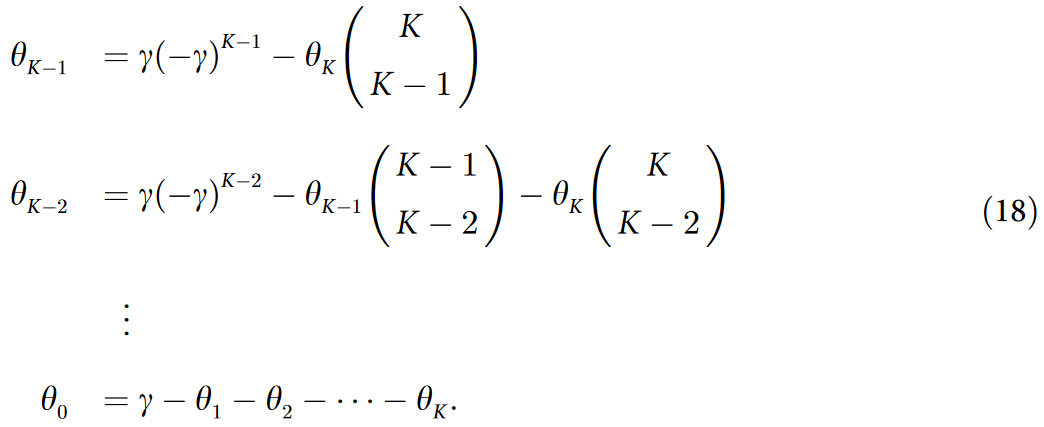 θ_{K−1} = γ(−γ)^{K−1} − θ_K \binom{K}{K − 1}
θ_{K−2} = γ(−γ)^{K−2} − θ_{K−1} \binom{K − 1}{K − 2} − θ_K \binom{K}{K − 2} (18)
⋮
θ_0 = γ − θ_1 − θ_2 − ⋯ − θ_K.